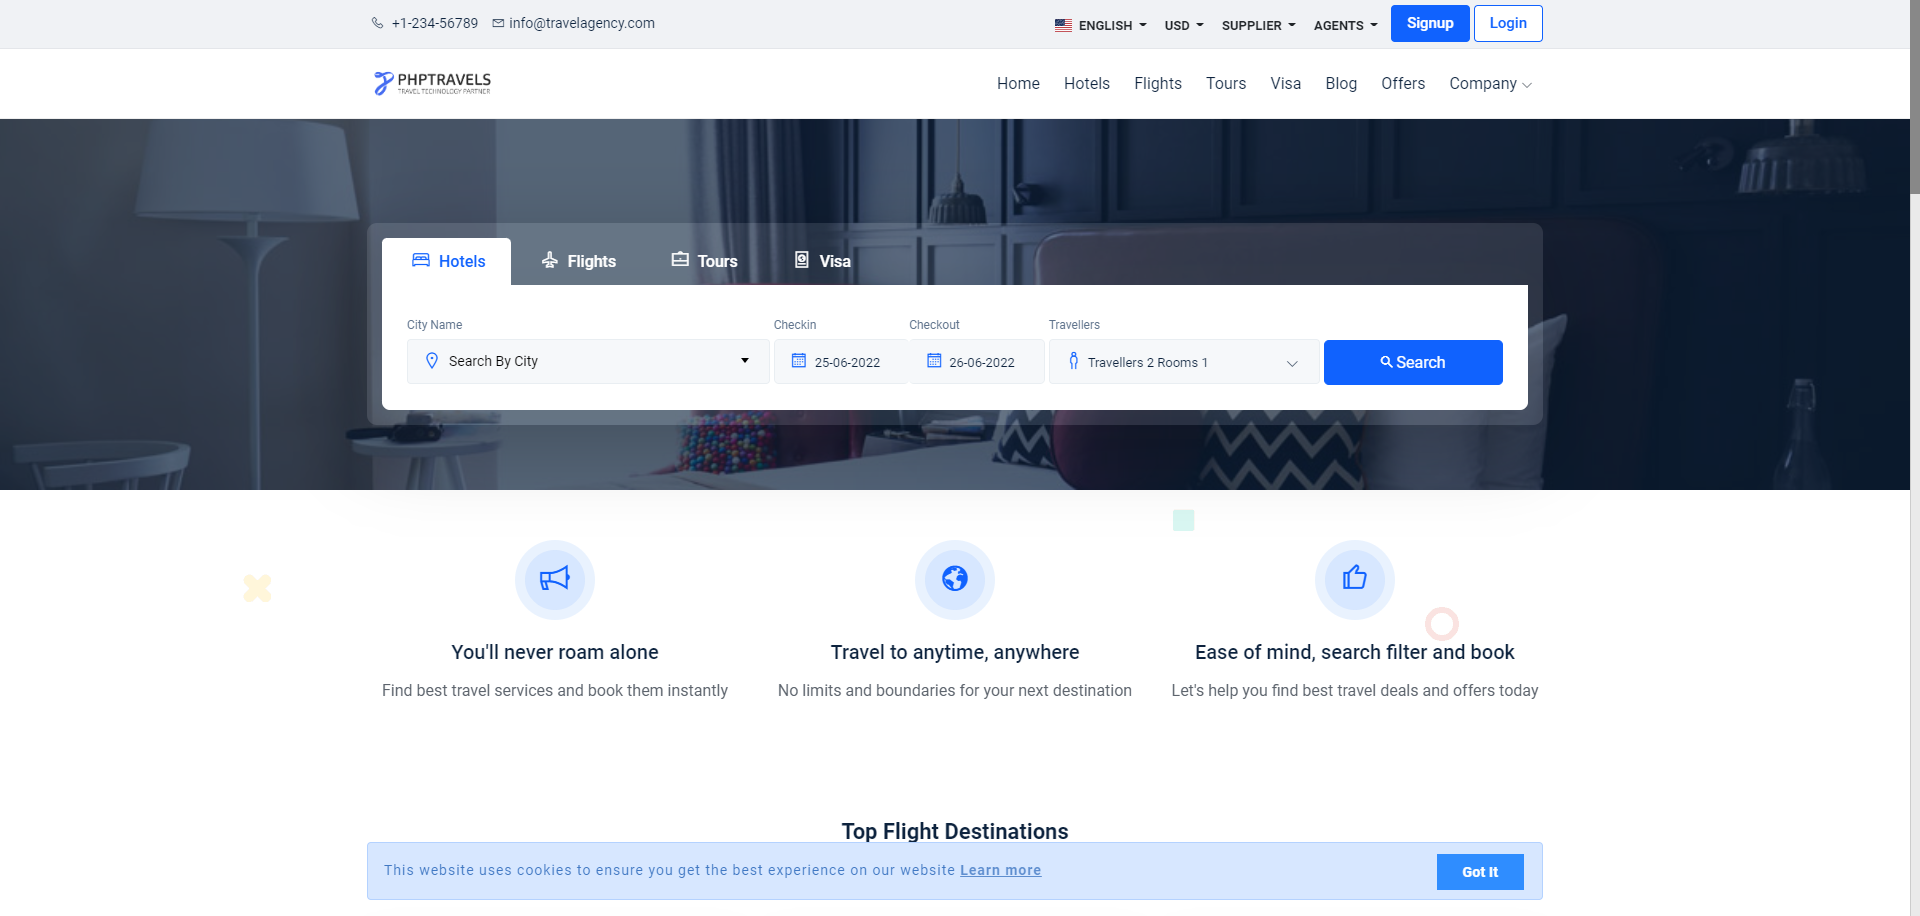 +1-234-56789 info@travelagency.com ENGLISH USD SUPPLIER AGENTS Signup Login
PHPTRAVELS
TRAVEL TECHNOLOGY PARTNER
Home Hotels Flights Tours Visa Blog Offers Company
Hotels Flights Tours Visa
City Name Checkin Checkout Travellers
Search By City 25-06-2022 26-06-2022 Travellers 2 Rooms 1 Search
You'll never roam alone
Find best travel services and book them instantly
Travel to anytime, anywhere
No limits and boundaries for your next destination
Ease of mind, search filter and book
Let's help you find best travel deals and offers today
Top Flight Destinations
This website uses cookies to ensure you get the best experience on our website Learn more Got It